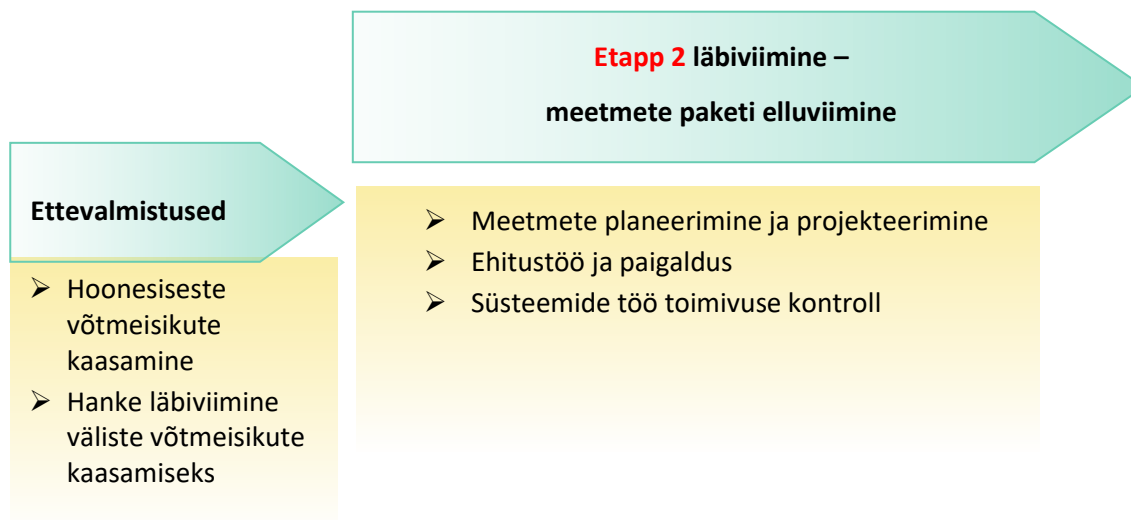 Etapp 2 läbiviimine –
meetmete paketi elluviimine
Ettevalmistused
➢ Hoonesiseste
võtmeisikute
kaasamine
➢ Hanke läbiviimine
väliste võtmeisikute
kaasamiseks
➢ Meetmete planeerimine ja projekteerimine
➢ Ehitustöö ja paigaldus
➢ Süsteemide töö toimivuse kontroll